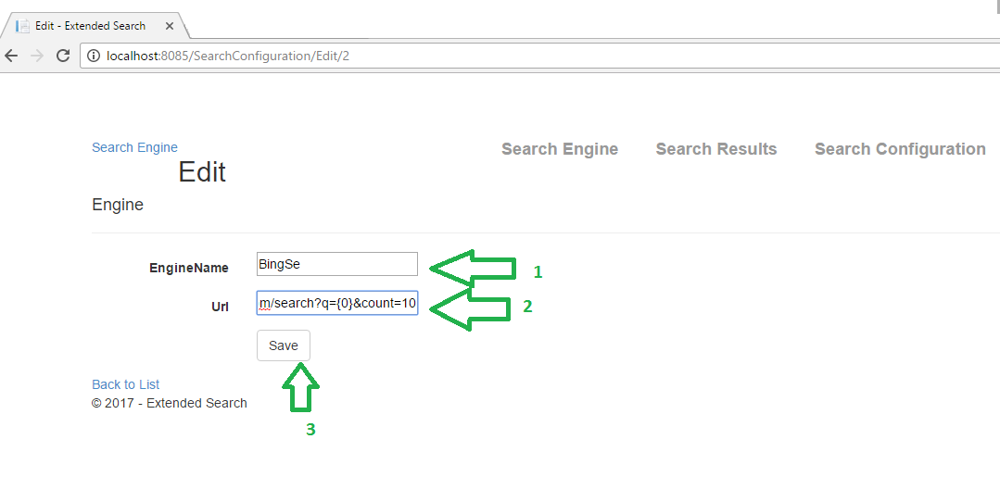 Edit - Extended Search
localhost:8085/SearchConfiguration/Edit/2
Search Engine Search Engine Search Results Search Configuration
Edit
Engine
EngineName BingSe 1
Url m/search?q={0}&count=10 2
Save
3
Back to List
© 2017 - Extended Search